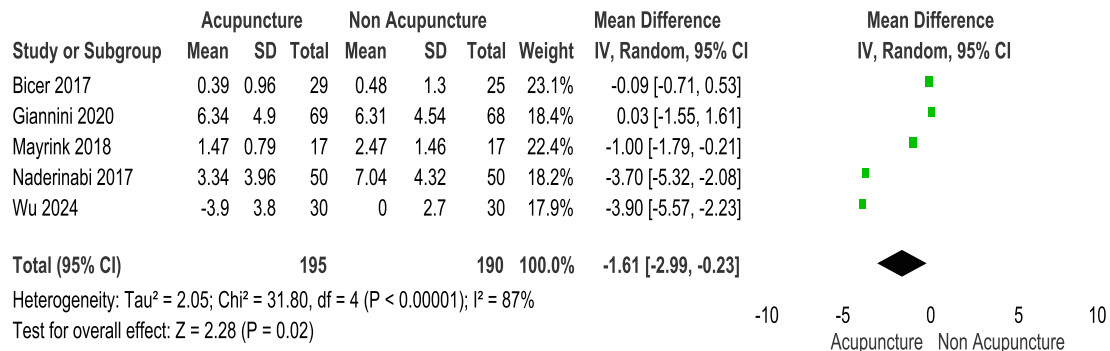 Acupuncture Non Acupuncture Mean Difference Mean Difference
Study or Subgroup Mean SD Total Mean SD Total Weight IV, Random, 95% CI IV, Random, 95% CI
Bicer 2017 0.39 0.96 29 0.48 1.3 25 23.1% -0.09 [-0.71, 0.53]
Giannini 2020 6.34 4.9 69 6.31 4.54 68 18.4% 0.03 [-1.55, 1.61]
Mayrink 2018 1.47 0.79 17 2.47 1.46 17 22.4% -1.00 [-1.79, -0.21]
Naderinabi 2017 3.34 3.96 50 7.04 4.32 50 18.2% -3.70 [-5.32, -2.08]
Wu 2024 -3.9 3.8 30 0 2.7 30 17.9% -3.90 [-5.57, -2.23]
Total (95% CI) 195 190 100.0% -1.61 [-2.99, -0.23]
Heterogeneity: Tau² = 2.05; Chi² = 31.80, df = 4 (P < 0.00001); I² = 87%
Test for overall effect: Z = 2.28 (P = 0.02)
-10 -5 0 5 10
Acupuncture Non Acupuncture